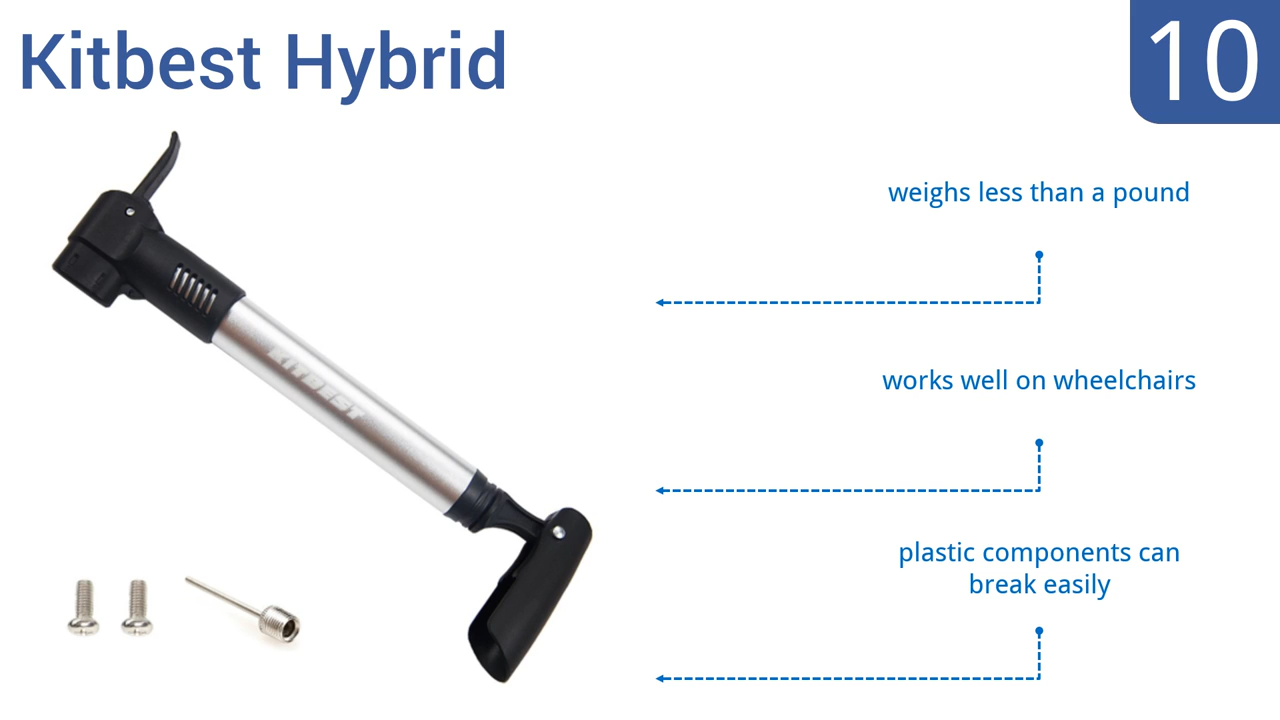 Kitbest Hybrid
10
weighs less than a pound
KITBEST
works well on wheelchairs
plastic components can
break easily